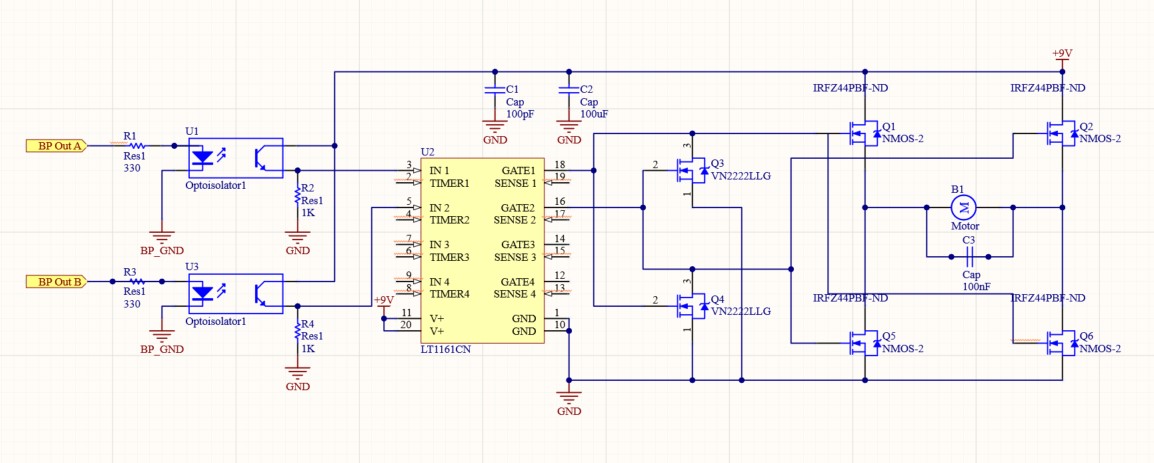 +9V
IRFZ44PBF-ND
IRFZ44PBF-ND
C1
Cap
100pF
GND
C2
Cap
100uF
GND
BP Out A
R1
Res1
330
U1
Optoisolator1
BP_GND
R2
Res1
1K
GND
BP Out B
R3
Res1
330
U3
Optoisolator1
BP_GND
R4
Res1
1K
GND
+9V
U2
3 IN 1 GATE1 18
2 TIMER1 SENSE 1 19
5 IN 2 GATE2 16
4 TIMER2 SENSE 2 17
7 IN 3 GATE3 14
6 TIMER3 SENSE 3 15
9 IN 4 GATE4 12
8 TIMER4 SENSE 4 13
11 V+ GND 1
20 V+ GND 10
LT1161CN
GND
3
2
1
Q3
VN2222LLG
3
2
1
Q4
VN2222LLG
Q1
NMOS-2
Q2
NMOS-2
B1
M
Motor
C3
Cap
100nF
IRFZ44PBF-ND
IRFZ44PBF-ND
Q5
NMOS-2
Q6
NMOS-2